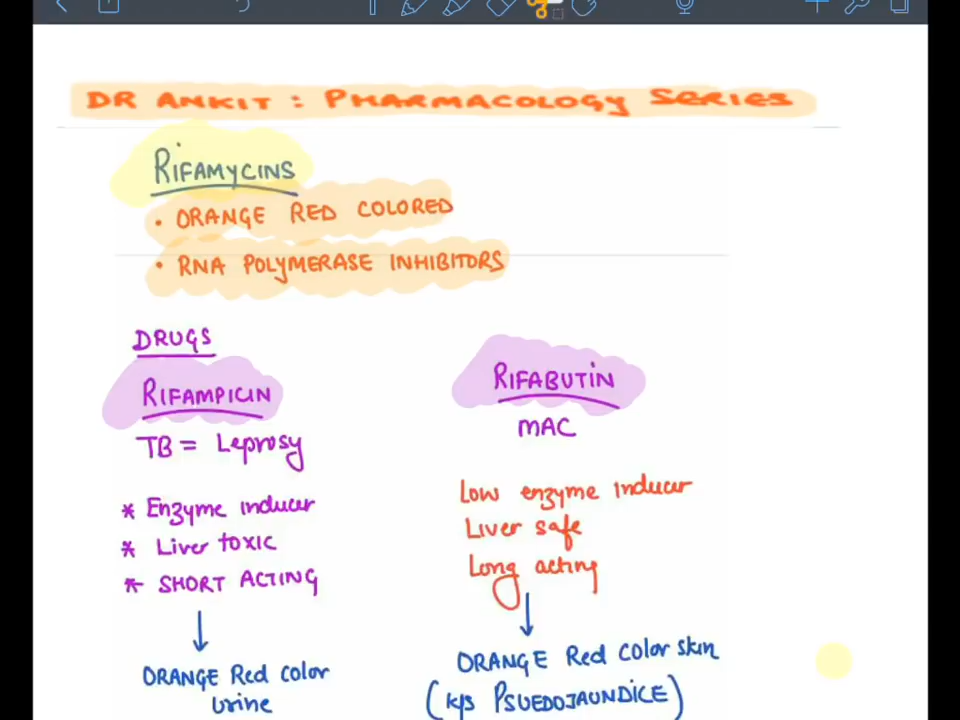 DR ANKIT : PHARMACOLOGY SERIES
RIFAMYCINS
• ORANGE RED COLORED
• RNA POLYMERASE INHIBITORS
DRUGS
RIFAMPICIN
TB = Leprosy
* Enzyme inducer
* Liver toxic
* SHORT ACTING
ORANGE Red color
urine
RIFABUTIN
MAC
Low enzyme inducer
Liver safe
Long acting
ORANGE Red color skin
(k/s PSUEDOJAUNDICE)